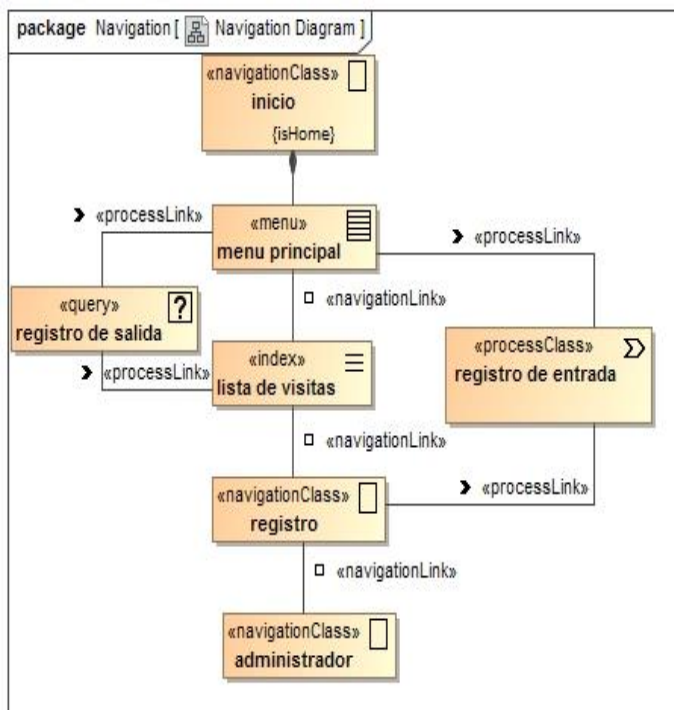 package Navigation [ Navigation Diagram ]
«navigationClass»
inicio
{isHome}
«processLink»
«menu»
menu principal
«processLink»
«navigationLink»
«query»
registro de salida
?
«processLink»
«index»
lista de visitas
«processClass»
registro de entrada
«navigationLink»
«navigationClass»
registro
«processLink»
«navigationLink»
«navigationClass»
administrador